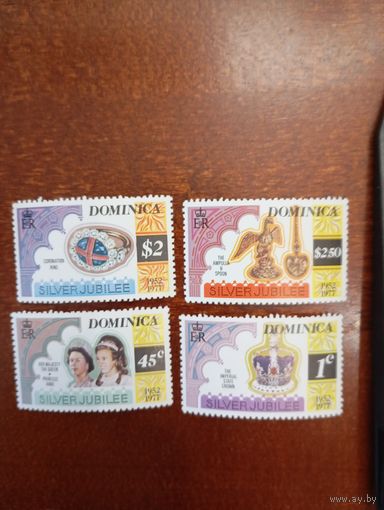 DOMINICA
ER
CORONATION
RING
$2
1952
1977
SILVER JUBILEE
DOMINICA
ER
THE
AMPULLA
&
SPOON
$2.50
1952
1977
SILVER JUBILEE
DOMINICA
ER
HER MAJESTY
THE QUEEN
&
PRINCESS
ANNE
45c
1952
1977
SILVER JUBILEE
DOMINICA
ER
THE
IMPERIAL
STATE
CROWN
1c
1952
1977
SILVER JUBILEE
www.ay.by